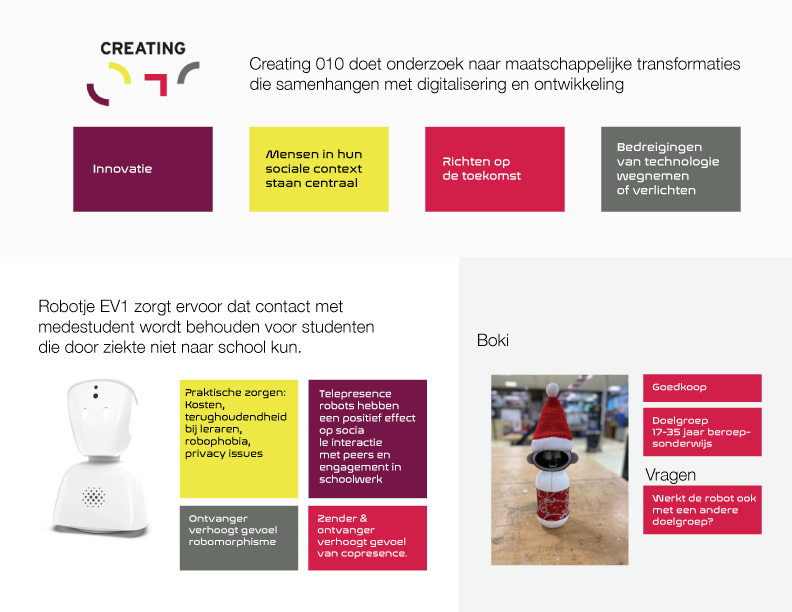 CREATING
Creating 010 doet onderzoek naar maatschappelijke transformaties
die samenhangen met digitalisering en ontwikkeling
Innovatie
Mensen in hun
sociale context
staan centraal
Richten op
de toekomst
Bedreigingen
van technologie
wegnemen
of verlichten
Robotje EV1 zorgt ervoor dat contact met
medestudent wordt behouden voor studenten
die door ziekte niet naar school kun.
Praktische zorgen:
Kosten,
terughoudendheid
bij leraren,
robophobia,
privacy issues
Telepresence
robots hebben
een positief effect
op socia
le interactie
met peers en
engagement in
schoolwerk
Ontvanger
verhoogt gevoel
robomorphisme
Zender &
ontvanger
verhoogt gevoel
van copresence.
Boki
Goedkoop
Doelgroep
17-35 jaar beroep-
sonderwijs
Vragen
Werkt de robot ook
met een andere
doelgroep?